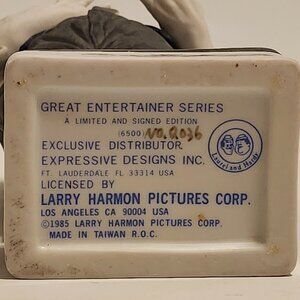 GREAT ENTERTAINER SERIES
A LIMITED AND SIGNED EDITION
(6500) NO. 2036
EXCLUSIVE DISTRIBUTOR
EXPRESSIVE DESIGNS INC.
FT. LAUDERDALE FL 33314 USA
LICENSED BY
LARRY HARMON PICTURES CORP.
LOS ANGELES CA 90004 USA
©1985 LARRY HARMON PICTURES CORP.
MADE IN TAIWAN R.O.C.
Laurel and Hardy